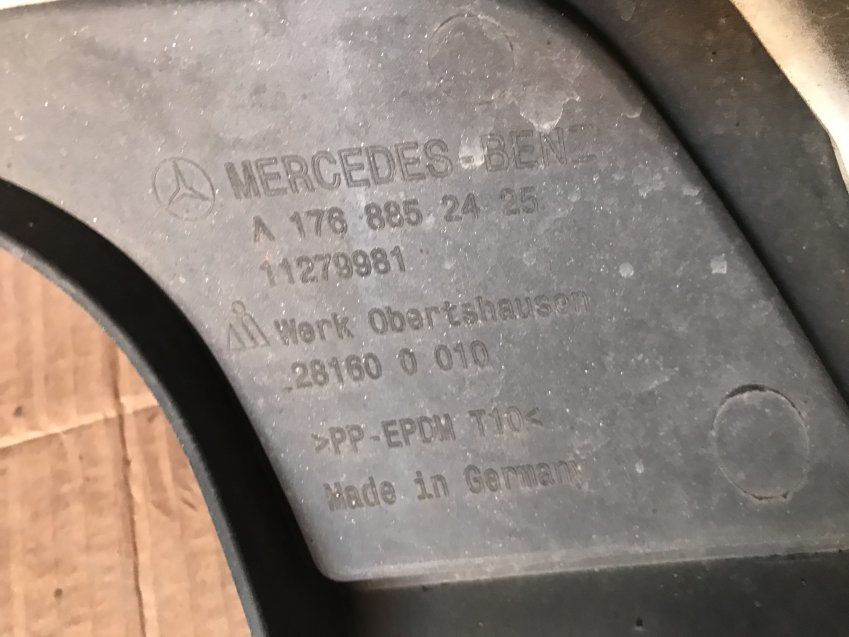 MERCEDES-BENZ
A 176 885 24 25
11279981
Werk Obertshausen
28160 0 010
>PP-EPDM T10<
Made in Germany